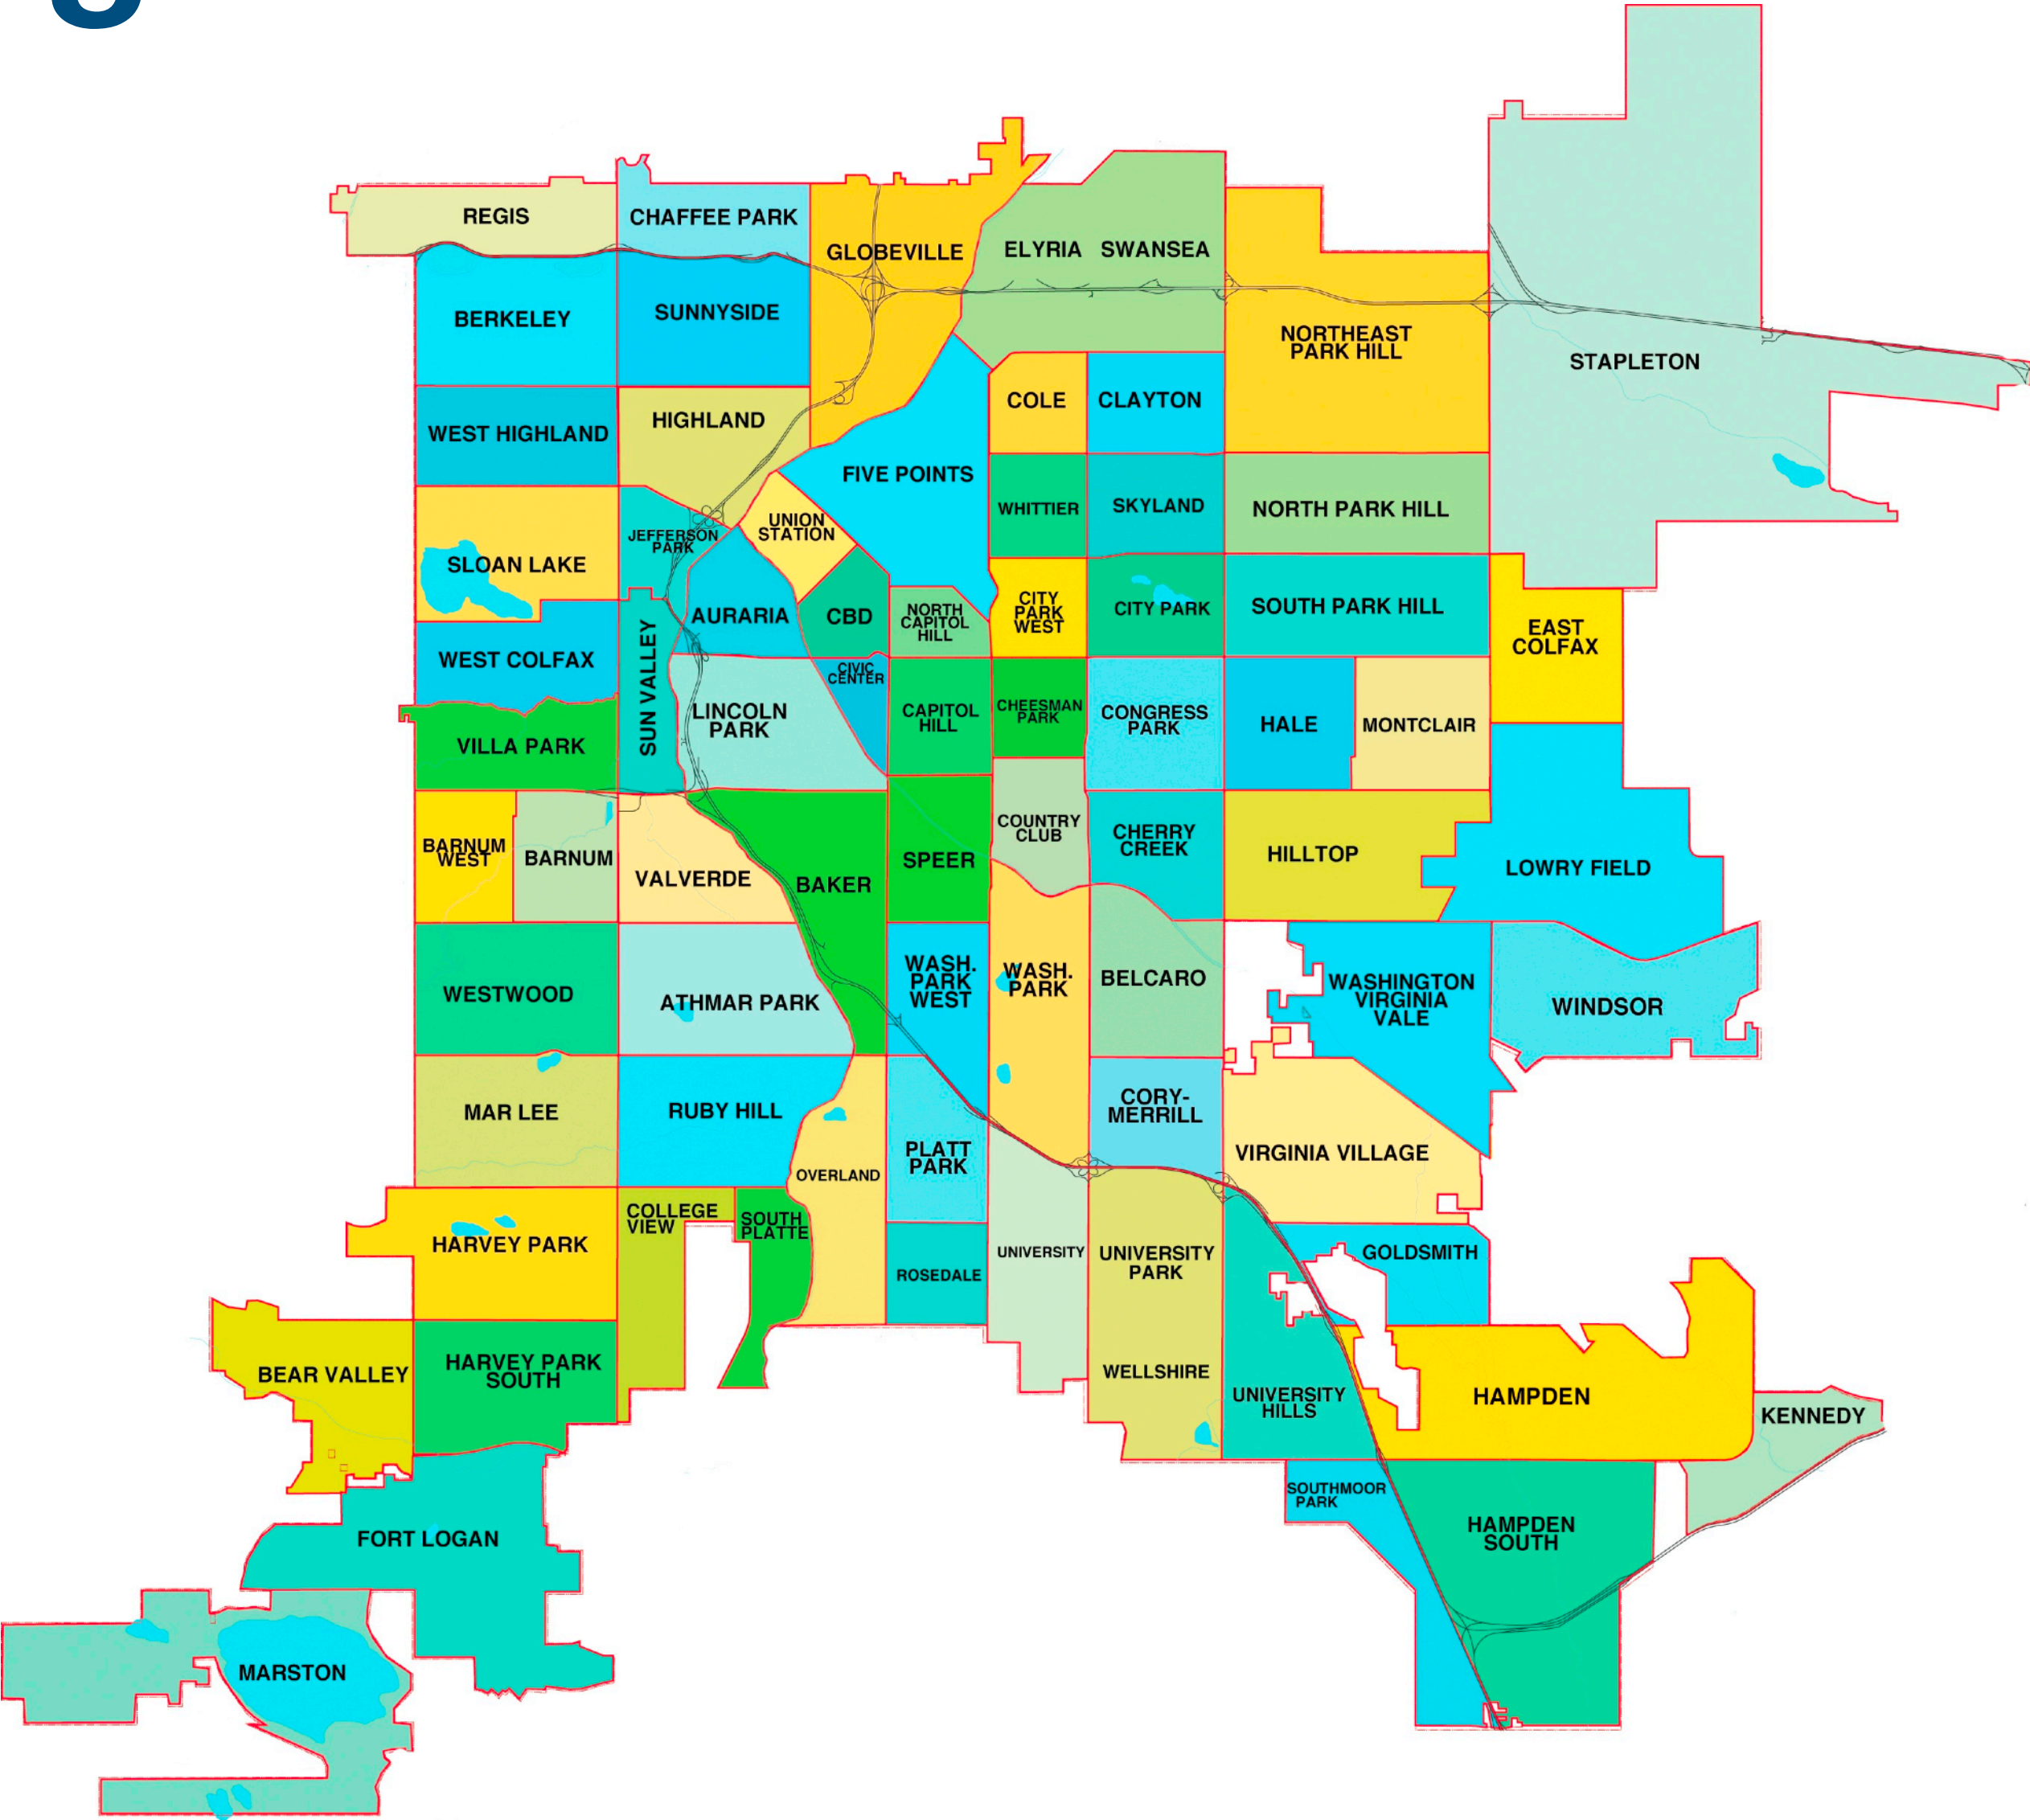 REGIS
CHAFFEE PARK
GLOBEVILLE
ELYRIA SWANSEA
BERKELEY
SUNNYSIDE
NORTHEAST
PARK HILL
STAPLETON
WEST HIGHLAND
HIGHLAND
COLE
CLAYTON
FIVE POINTS
WHITTIER
SKYLAND
NORTH PARK HILL
SLOAN LAKE
JEFFERSON
PARK
UNION
STATION
AURARIA
CBD
NORTH
CAPITOL
HILL
CITY
PARK
WEST
CITY PARK
SOUTH PARK HILL
EAST
COLFAX
WEST COLFAX
SUN VALLEY
LINCOLN
PARK
CIVIC
CENTER
CAPITOL
HILL
CHEESMAN
PARK
CONGRESS
PARK
HALE
MONTCLAIR
VILLA PARK
BARNUM
WEST
BARNUM
VALVERDE
BAKER
SPEER
COUNTRY
CLUB
CHERRY
CREEK
HILLTOP
LOWRY FIELD
WESTWOOD
ATHMAR PARK
WASH.
PARK
WEST
WASH.
PARK
BELCARO
WASHINGTON
VIRGINIA
VALE
WINDSOR
MAR LEE
RUBY HILL
OVERLAND
PLATT
PARK
CORY-
MERRILL
VIRGINIA VILLAGE
HARVEY PARK
COLLEGE
VIEW
SOUTH
PLATTE
ROSEDALE
UNIVERSITY
UNIVERSITY
PARK
GOLDSMITH
BEAR VALLEY
HARVEY PARK
SOUTH
WELLSHIRE
UNIVERSITY
HILLS
HAMPDEN
KENNEDY
FORT LOGAN
SOUTHMOOR
PARK
HAMPDEN
SOUTH
MARSTON